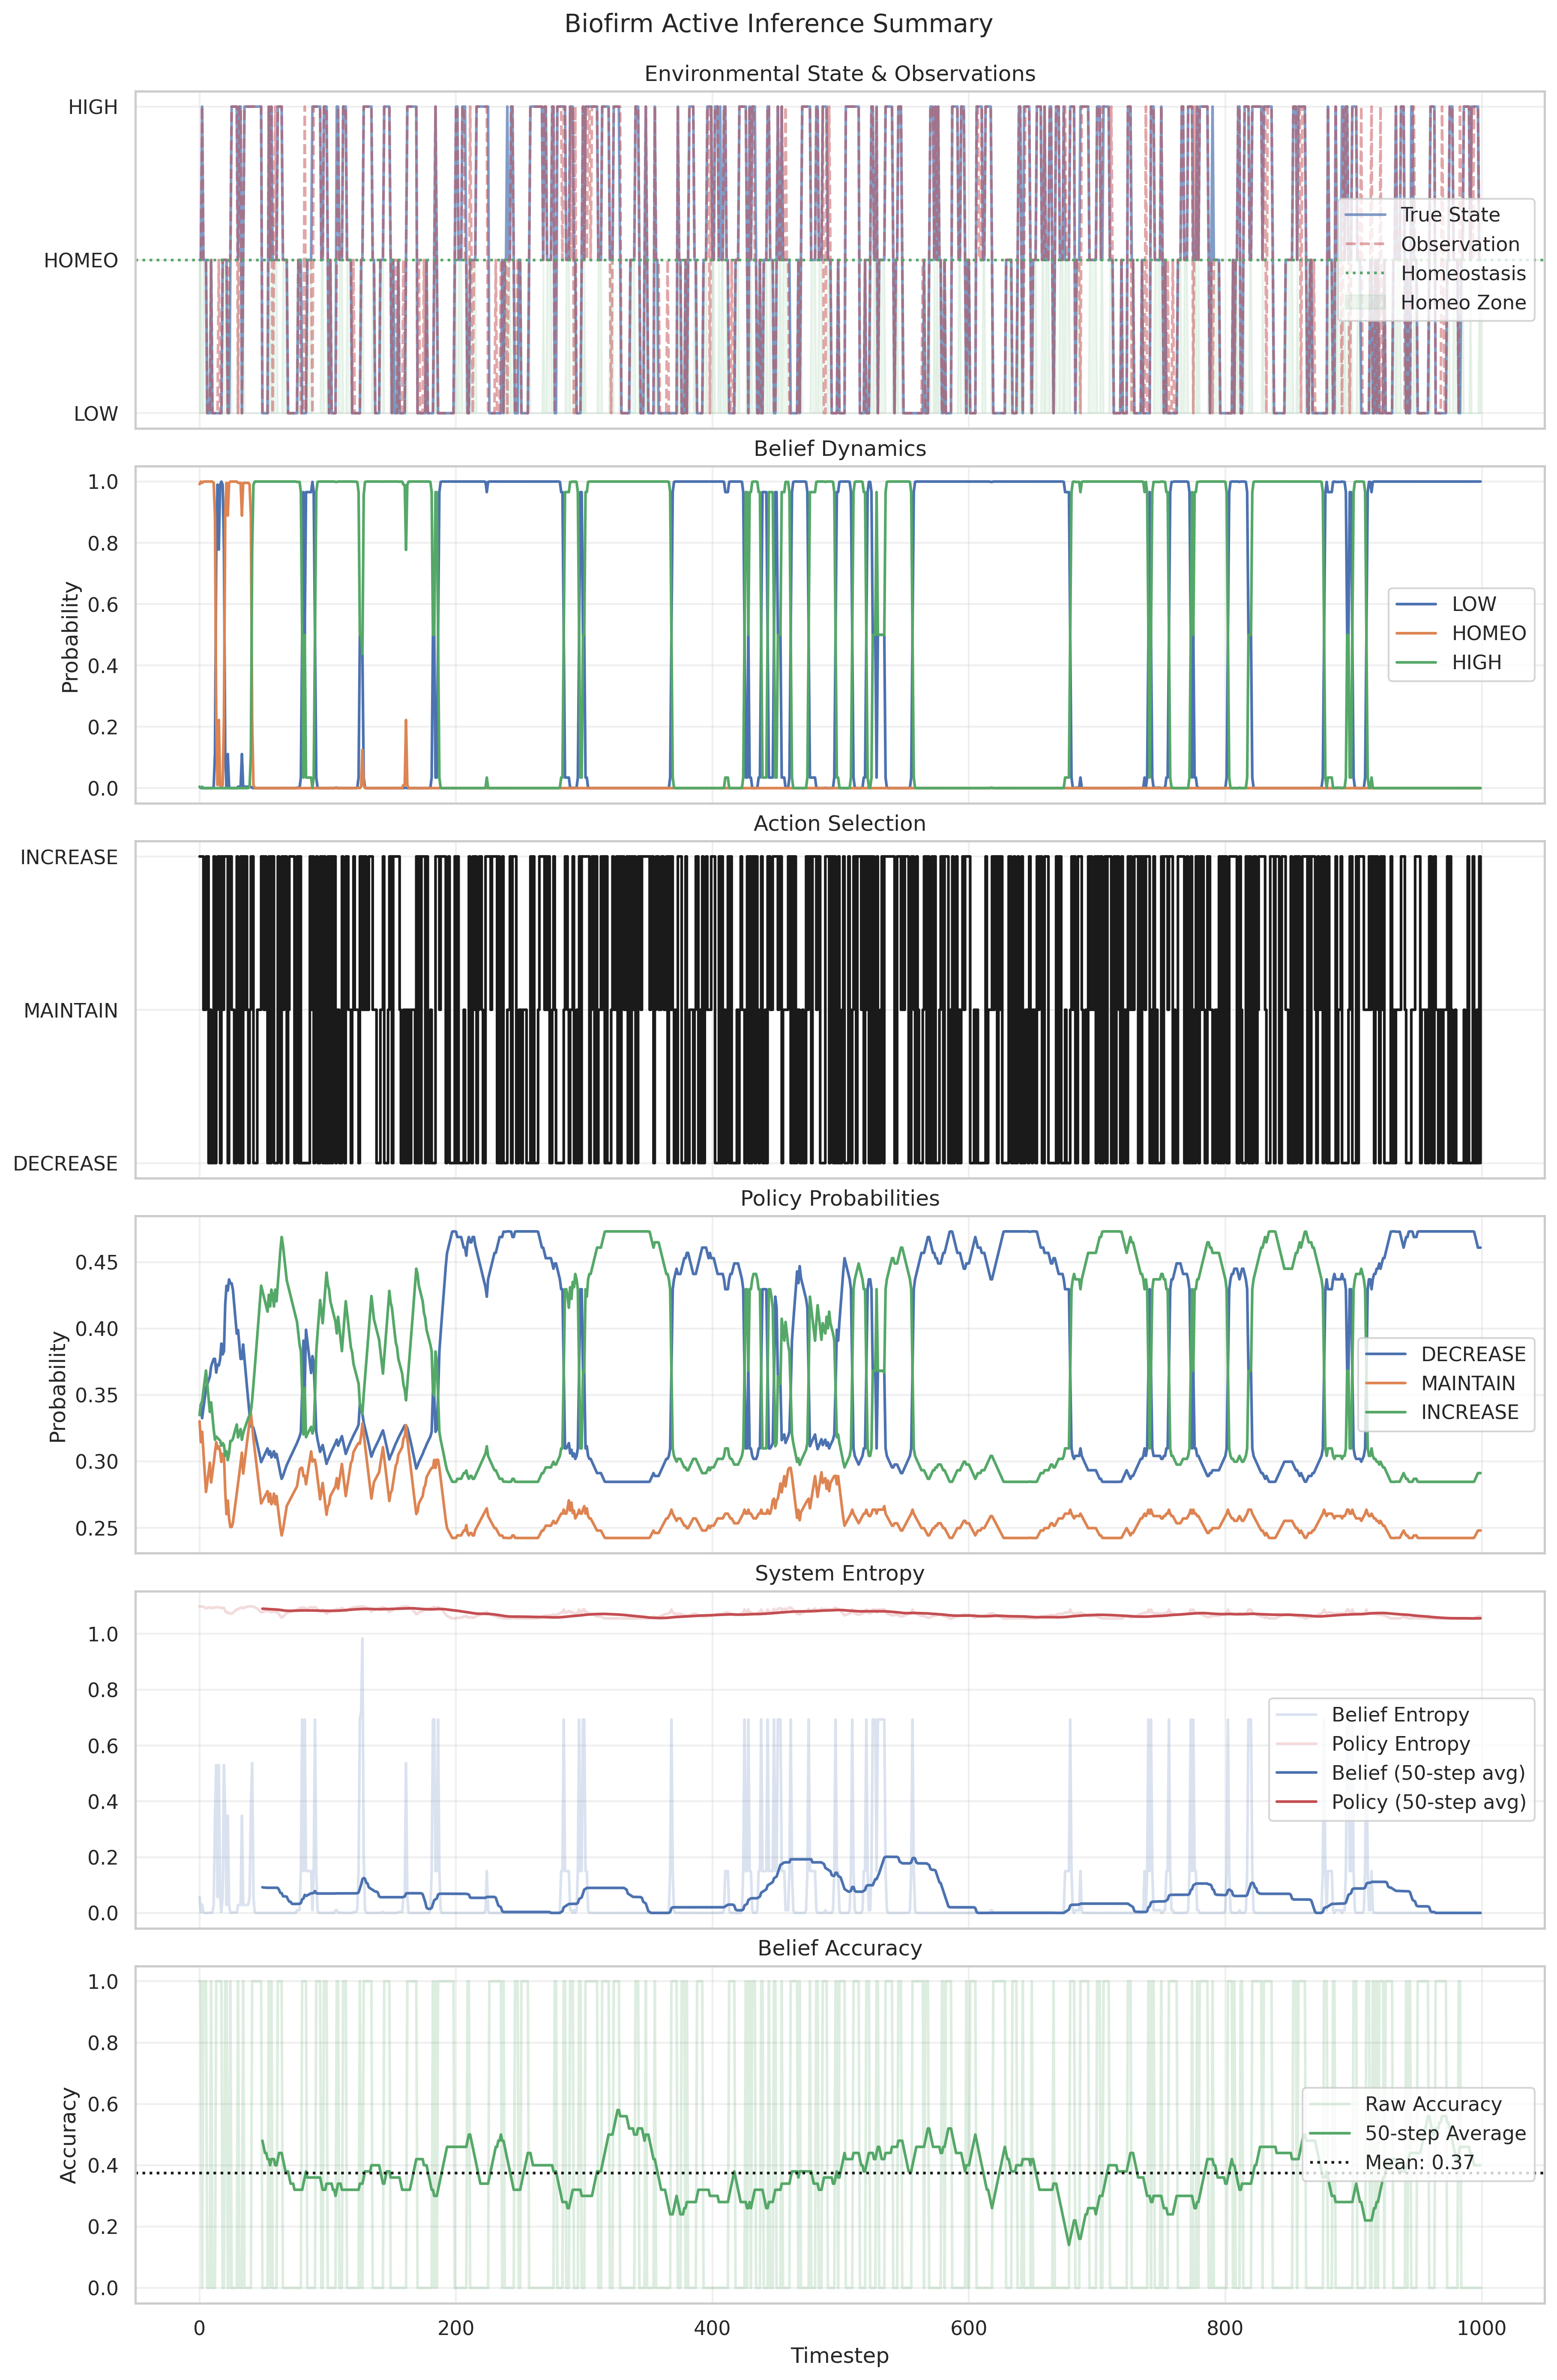 Biofirm Active Inference Summary
Environmental State & Observations
HIGH
HOMEO
LOW
True State
Observation
Homeostasis
Homeo Zone
Belief Dynamics
Probability
1.0
0.8
0.6
0.4
0.2
0.0
LOW
HOMEO
HIGH
Action Selection
INCREASE
MAINTAIN
DECREASE
Policy Probabilities
Probability
0.45
0.40
0.35
0.30
0.25
DECREASE
MAINTAIN
INCREASE
System Entropy
1.0
0.8
0.6
0.4
0.2
0.0
Belief Entropy
Policy Entropy
Belief (50-step avg)
Policy (50-step avg)
Belief Accuracy
Accuracy
1.0
0.8
0.6
0.4
0.2
0.0
Raw Accuracy
50-step Average
Mean: 0.37
0 200 400 600 800 1000
Timestep